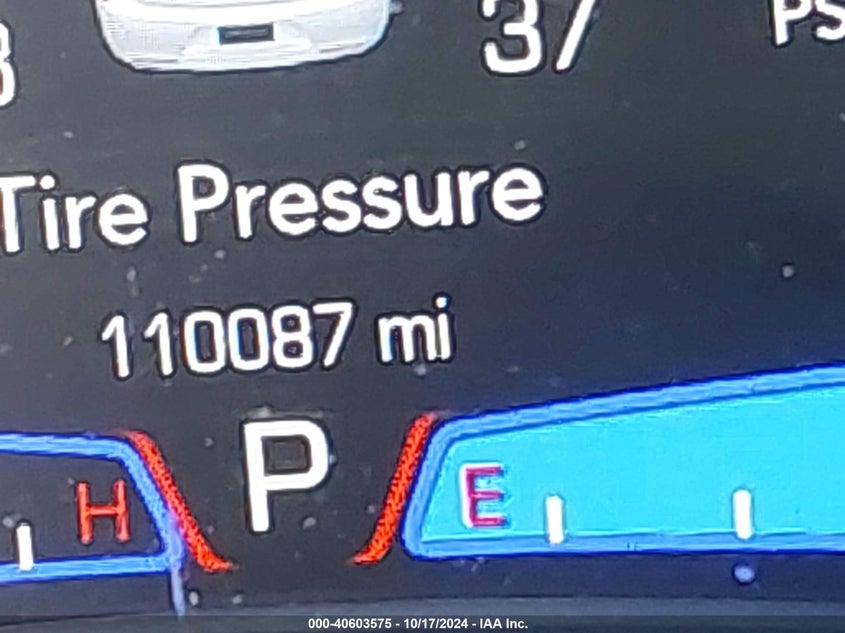 37
Tire Pressure
110087 mi
P
H
E
000-40603575 - 10/17/2024 - IAA Inc.